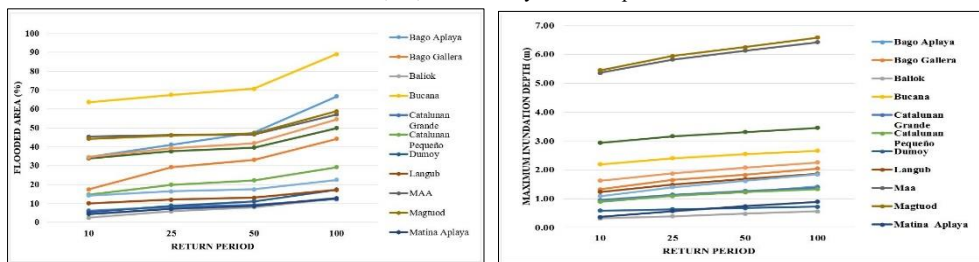 FLOODED AREA (%)
100
90
80
70
60
50
40
30
20
10
0
10 25 50 100
RETURN PERIOD
Bago Aplaya
Bago Gallera
Baliok
Bucana
Catalunan
Grande
Catalunan
Pequeño
Dumoy
Langub
MAA
Magtuod
Matina Aplaya
MAXIMUM INUNDATION DEPTH (m)
7.00
6.00
5.00
4.00
3.00
2.00
1.00
0.00
10 25 50 100
RETURN PERIOD
Bago Aplaya
Bago Gallera
Baliok
Bucana
Catalunan
Grande
Catalunan
Pequeño
Dumoy
Langub
Maa
Magtuod
Matina Aplaya